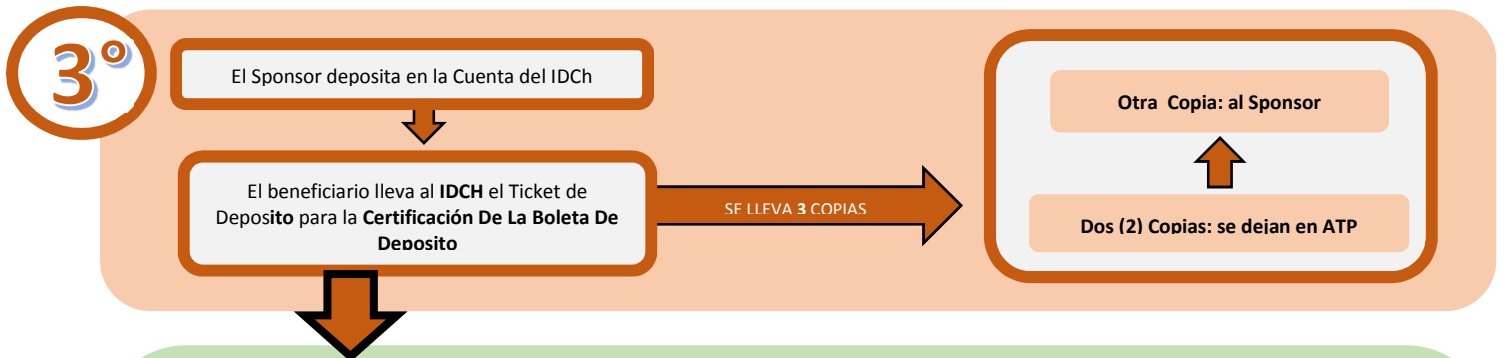 3°
El Sponsor deposita en la Cuenta del IDCh
El beneficiario lleva al IDCH el Ticket de
Deposito para la Certificación De La Boleta De
Deposito
SE LLEVA 3 COPIAS
Otra Copia: al Sponsor
Dos (2) Copias: se dejan en ATP